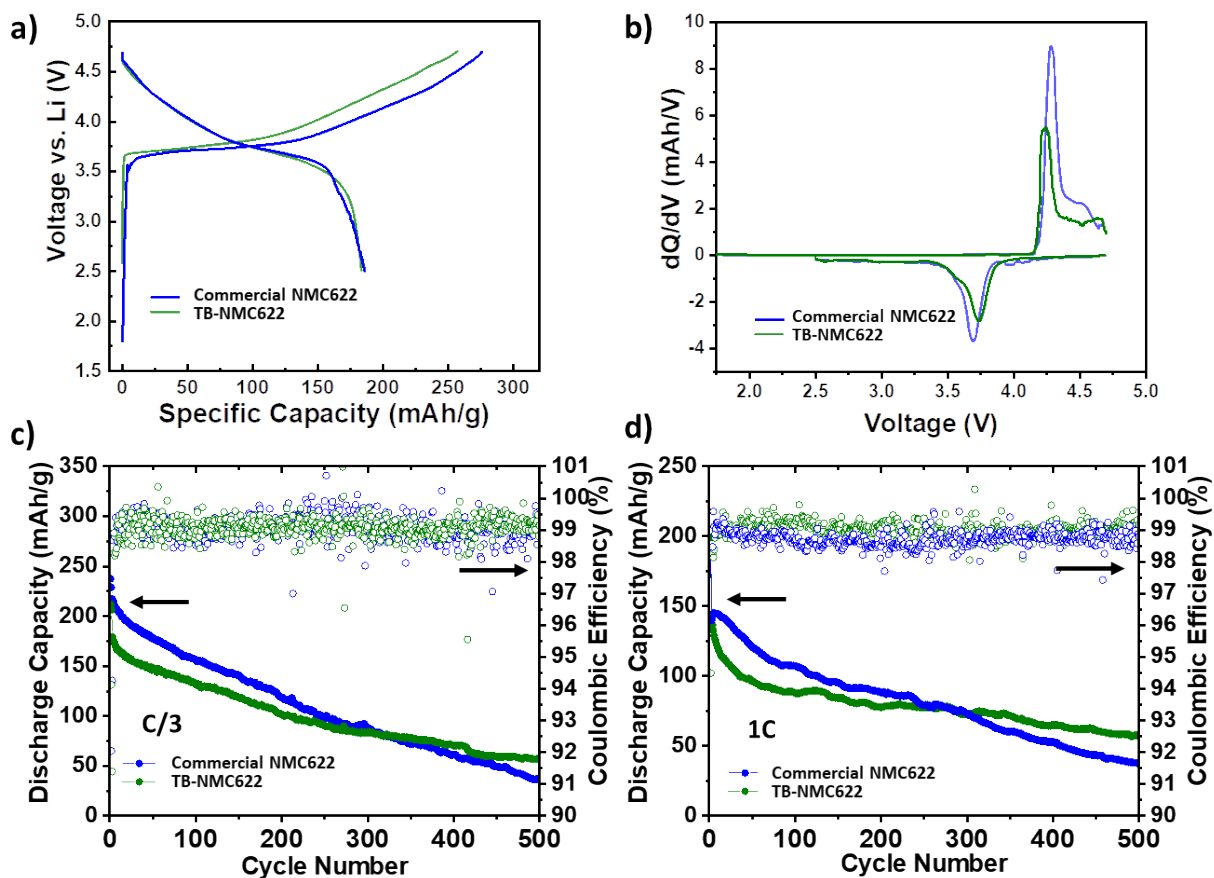 a)
Voltage vs. Li (V)
5.0
4.5
4.0
3.5
3.0
2.5
2.0
1.5
Commercial NMC622
TB-NMC622
0 50 100 150 200 250 300
Specific Capacity (mAh/g)
b)
dQ/dV (mAh/V)
10
8
6
4
2
0
-2
-4
Commercial NMC622
TB-NMC622
2.0 2.5 3.0 3.5 4.0 4.5 5.0
Voltage (V)
c)
Discharge Capacity (mAh/g)
350
300
250
200
150
100
50
0
C/3
Commercial NMC622
TB-NMC622
0 100 200 300 400 500
Cycle Number
101
100
99
98
97
96
95
94
93
92
91
90
Coulombic Efficiency (%)
d)
Discharge Capacity (mAh/g)
250
200
150
100
50
0
1C
Commercial NMC622
TB-NMC622
0 100 200 300 400 500
Cycle Number
101
100
99
98
97
96
95
94
93
92
91
90
Coulombic Efficiency (%)